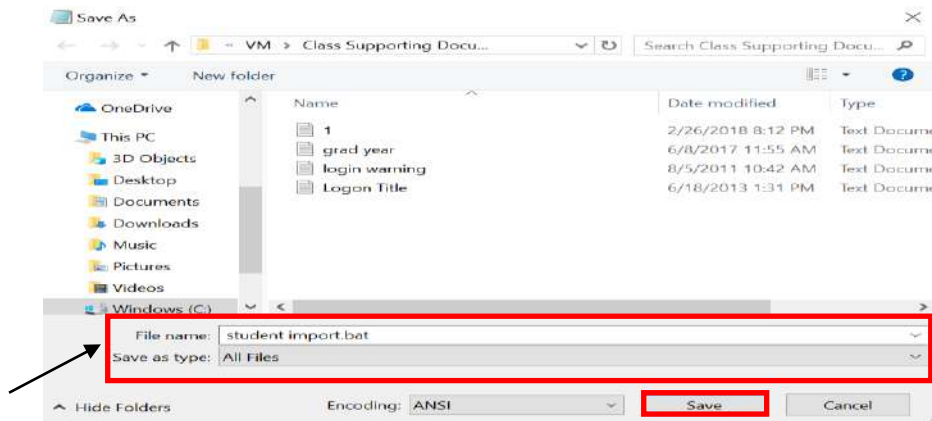 Save As
« VM > Class Supporting Docu...
Search Class Supporting Docu...
Organize
New folder
OneDrive
This PC
3D Objects
Desktop
Documents
Downloads
Music
Pictures
Videos
Windows (C:)
Name Date modified Type
1 2/26/2018 8:12 PM Text Docume
grad year 6/8/2017 11:55 AM Text Docume
login warning 8/5/2011 10:42 AM Text Docume
Logon Title 6/18/2013 1:31 PM Text Docume
File name: student import.bat
Save as type: All Files
Hide Folders
Encoding: ANSI
Save
Cancel